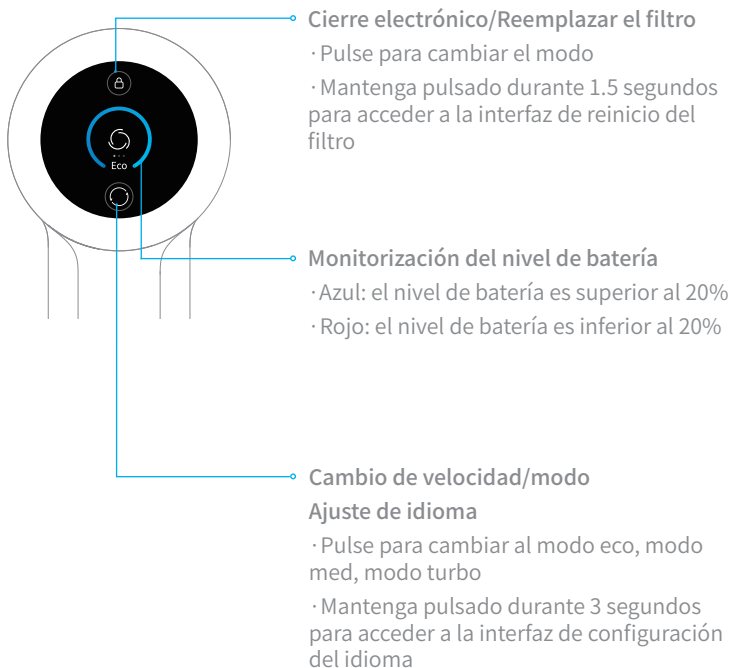 Cierre electrónico/Reemplazar el filtro
·Pulse para cambiar el modo
·Mantenga pulsado durante 1.5 segundos
para acceder a la interfaz de reinicio del
filtro
Eco
Monitorización del nivel de batería
·Azul: el nivel de batería es superior al 20%
·Rojo: el nivel de batería es inferior al 20%
Cambio de velocidad/modo
Ajuste de idioma
·Pulse para cambiar al modo eco, modo
med, modo turbo
·Mantenga pulsado durante 3 segundos
para acceder a la interfaz de configuración
del idioma